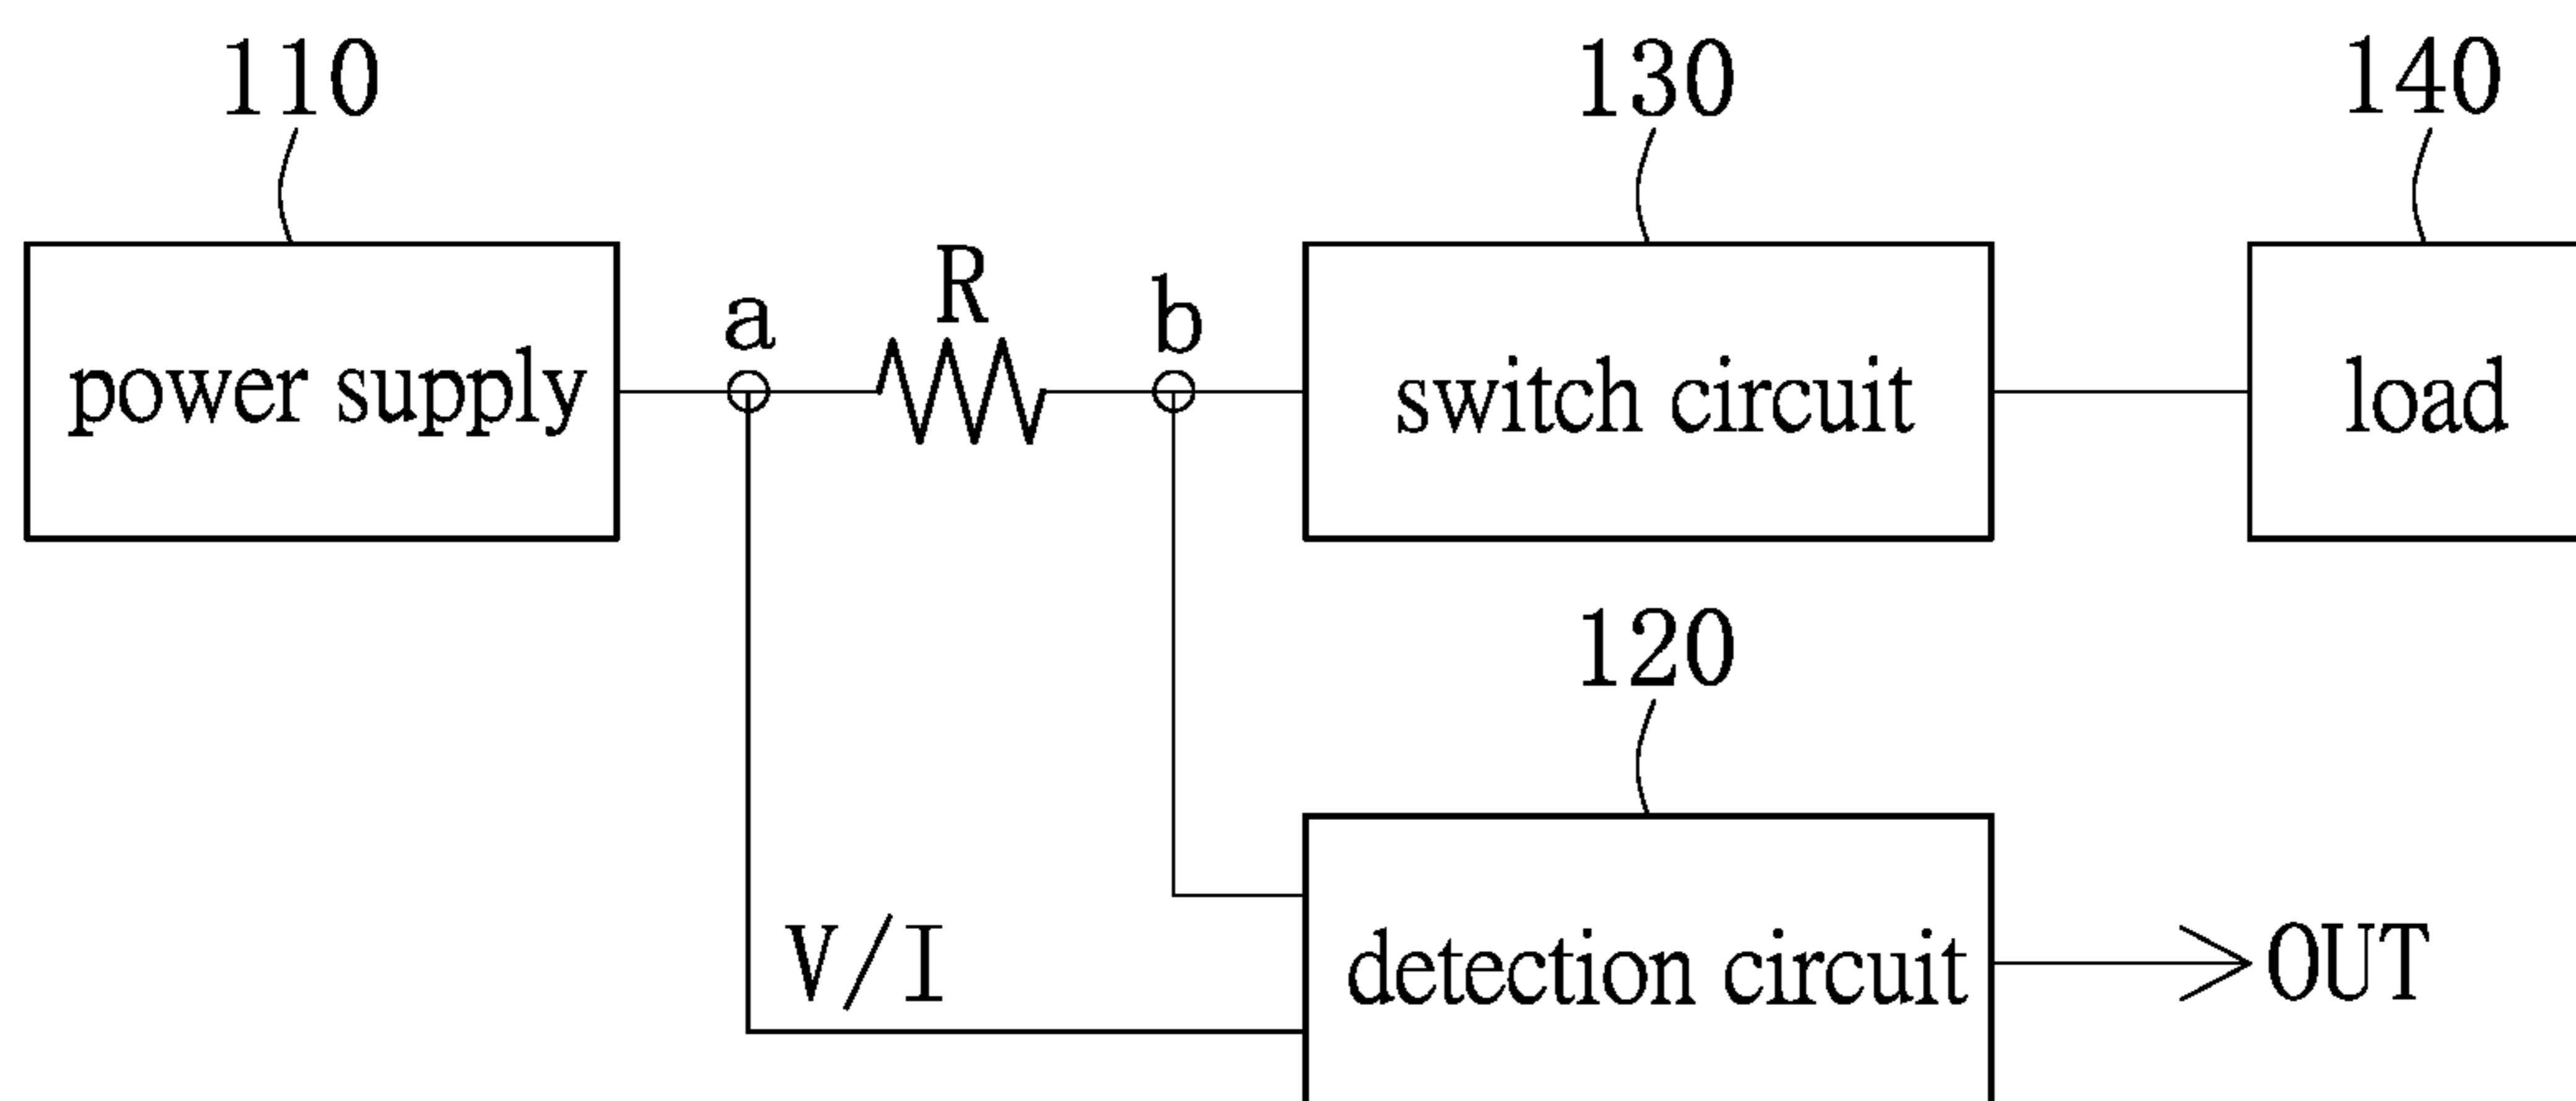 110
130
140
R
a
b
power supply
switch circuit
load
120
V/I
detection circuit
OUT